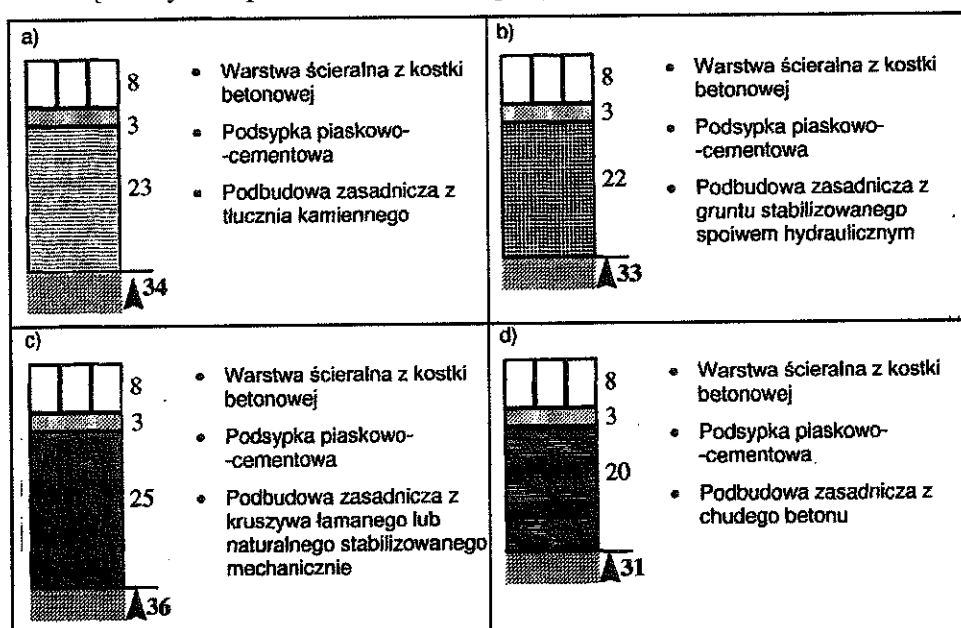 a)
8
3
23
34
• Warstwa ścieralna z kostki
betonowej
• Podsypka piaskowo-
-cementowa
• Podbudowa zasadnicza z
tłucznia kamiennego
b)
8
3
22
33
• Warstwa ścieralna z kostki
betonowej
• Podsypka piaskowo-
-cementowa
• Podbudowa zasadnicza z
gruntu stabilizowanego
spoiwem hydraulicznym
c)
8
3
25
36
• Warstwa ścieralna z kostki
betonowej
• Podsypka piaskowo-
-cementowa
• Podbudowa zasadnicza z
kruszywa łamanego lub
naturalnego stabilizowanego
mechanicznie
d)
8
3
20
31
• Warstwa ścieralna z kostki
betonowej
• Podsypka piaskowo-
-cementowa
• Podbudowa zasadnicza z
chudego betonu